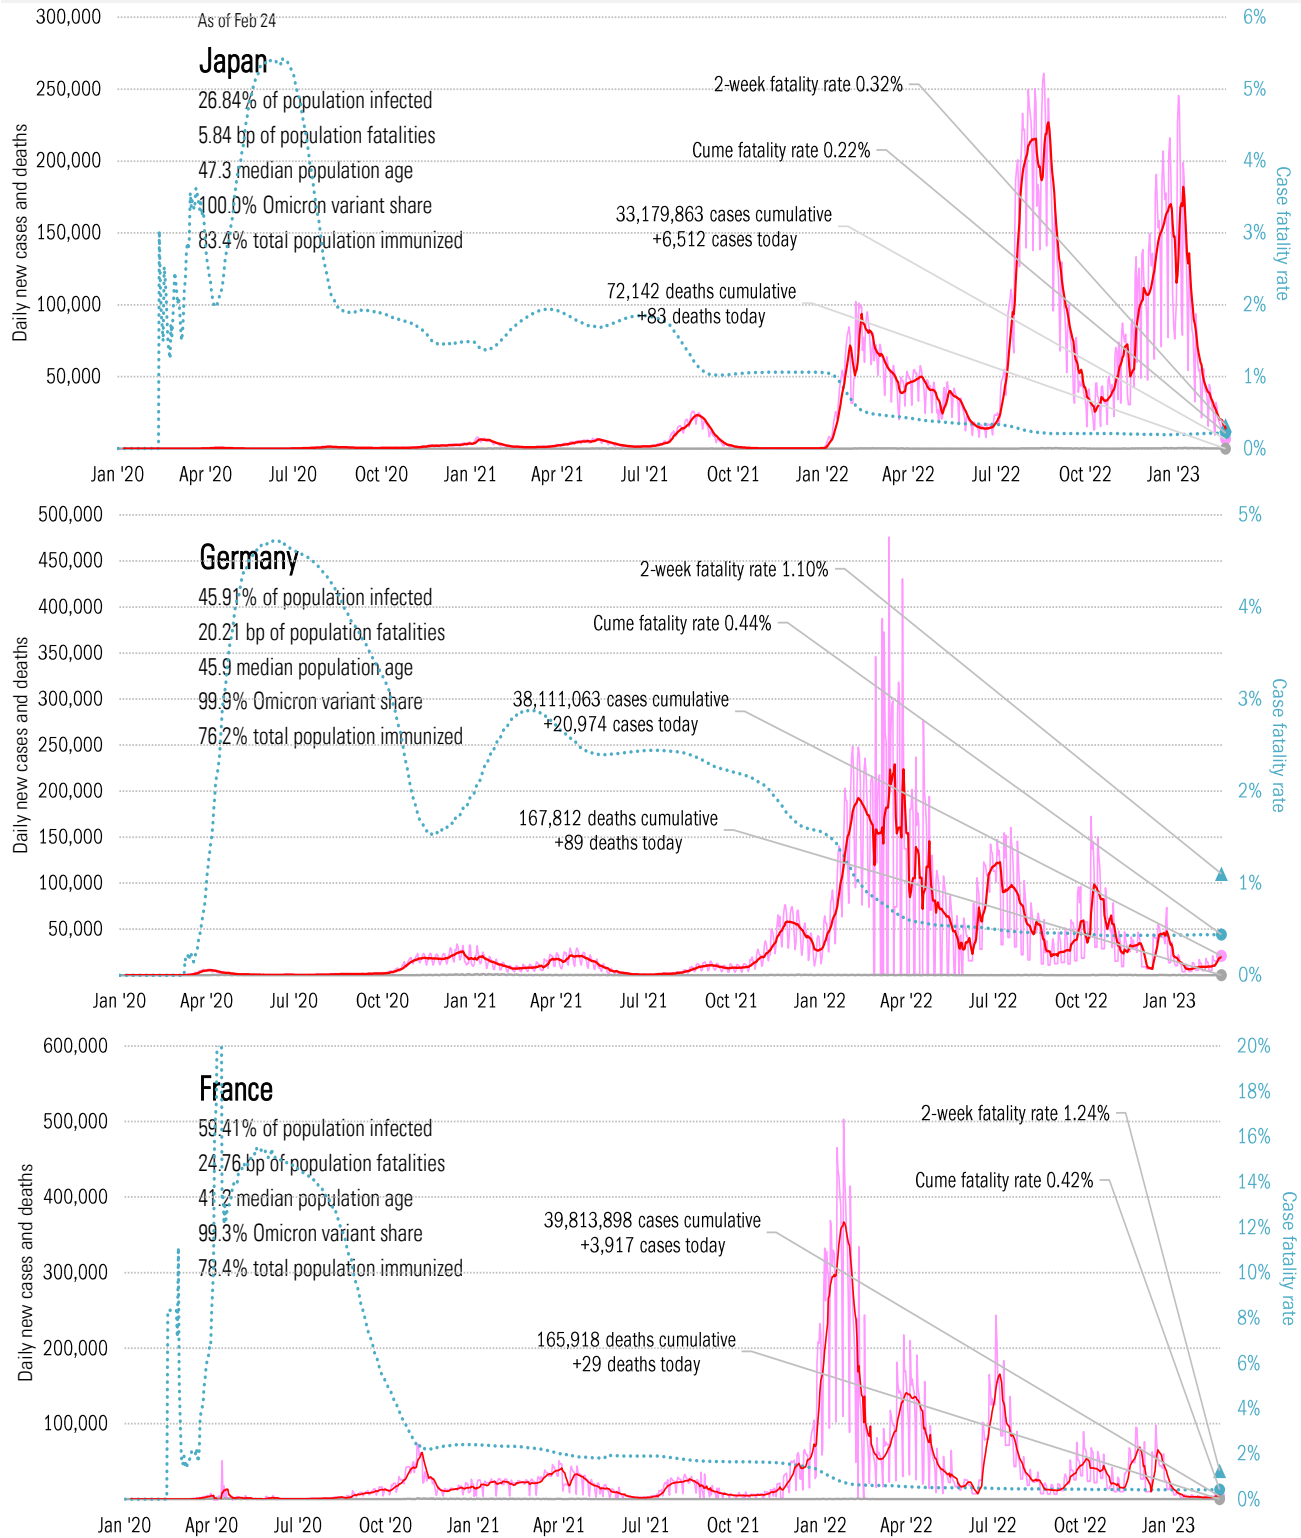 As of Feb 24
Japan
26.84% of population infected
5.84 bp of population fatalities
47.3 median population age
100.0% Omicron variant share
83.4% total population immunized
2-week fatality rate 0.32%
Cume fatality rate 0.22%
33,179,863 cases cumulative
+6,512 cases today
72,142 deaths cumulative
+83 deaths today
Daily new cases and deaths
300,000
250,000
200,000
150,000
100,000
50,000
6%
5%
4%
3%
2%
1%
0%
Case fatality rate
Jan '20 Apr '20 Jul '20 Oct '20 Jan '21 Apr '21 Jul '21 Oct '21 Jan '22 Apr '22 Jul '22 Oct '22 Jan '23
Germany
45.91% of population infected
20.21 bp of population fatalities
45.9 median population age
99.9% Omicron variant share
76.2% total population immunized
2-week fatality rate 1.10%
Cume fatality rate 0.44%
38,111,063 cases cumulative
+20,974 cases today
167,812 deaths cumulative
+89 deaths today
Daily new cases and deaths
500,000
450,000
400,000
350,000
300,000
250,000
200,000
150,000
100,000
50,000
5%
4%
3%
2%
1%
0%
Case fatality rate
Jan '20 Apr '20 Jul '20 Oct '20 Jan '21 Apr '21 Jul '21 Oct '21 Jan '22 Apr '22 Jul '22 Oct '22 Jan '23
France
59.41% of population infected
24.76 bp of population fatalities
41.2 median population age
99.3% Omicron variant share
78.4% total population immunized
2-week fatality rate 1.24%
Cume fatality rate 0.42%
39,813,898 cases cumulative
+3,917 cases today
165,918 deaths cumulative
+29 deaths today
Daily new cases and deaths
600,000
500,000
400,000
300,000
200,000
100,000
20%
18%
16%
14%
12%
10%
8%
6%
4%
2%
0%
Case fatality rate
Jan '20 Apr '20 Jul '20 Oct '20 Jan '21 Apr '21 Jul '21 Oct '21 Jan '22 Apr '22 Jul '22 Oct '22 Jan '23